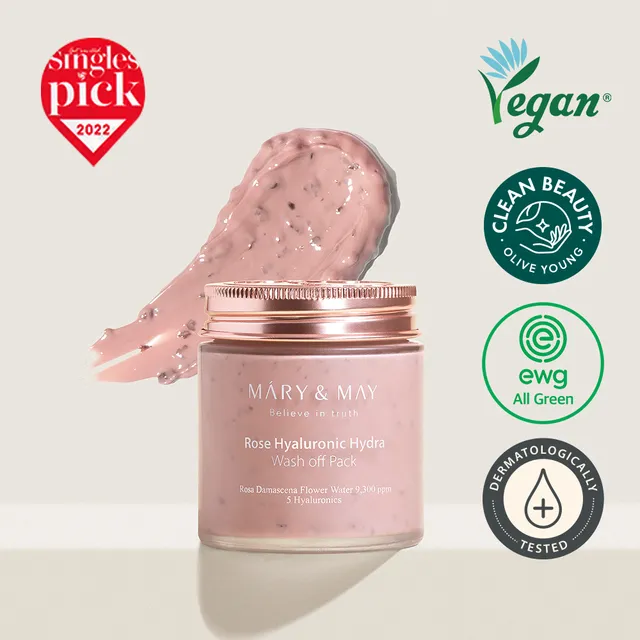 singles
pick
2022
Vegan®
CLEAN BEAUTY
OLIVE YOUNG
MÁRY & MAY
Believe in truth
Rose Hyaluronic Hydra
Wash off Pack
Rosa Damascena Flower Water 9,300 ppm
5 Hyaluronics
ewg
All Green
DERMATOLOGICALLY
TESTED